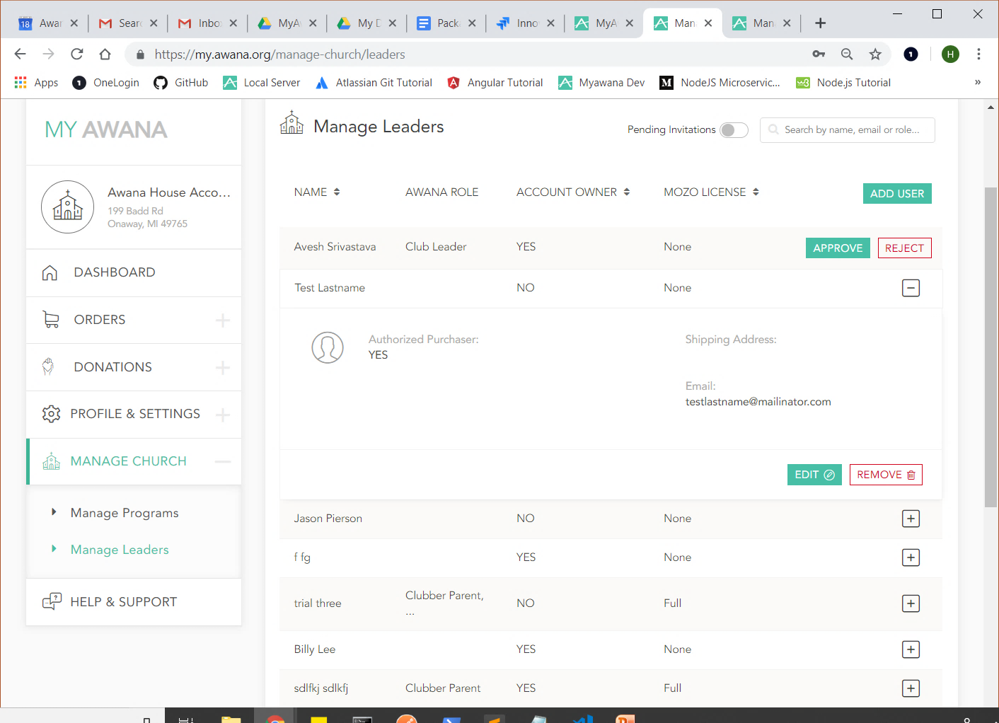 18 Awan
Sear
Inbo
MyA
My D
Pack
Inno
MyA
Man
Man
https://my.awana.org/manage-church/leaders
1
H
Apps
1 OneLogin
GitHub
Local Server
Atlassian Git Tutorial
Angular Tutorial
Myawana Dev
M NodeJS Microservic...
w3 Node.js Tutorial
»
MY AWANA
Awana House Acco...
199 Badd Rd
Onaway, MI 49765
DASHBOARD
ORDERS
DONATIONS
PROFILE & SETTINGS
MANAGE CHURCH
Manage Programs
Manage Leaders
HELP & SUPPORT
Manage Leaders
Pending Invitations
Search by name, email or role...
NAME AWANA ROLE ACCOUNT OWNER MOZO LICENSE ADD USER
Avesh Srivastava Club Leader YES None APPROVE REJECT
Test Lastname NO None
Authorized Purchaser:
YES
Shipping Address:
Email:
testlastname@mailinator.com
EDIT REMOVE
Jason Pierson NO None
f fg YES None
trial three Clubber Parent, NO Full
...
Billy Lee YES None
sdlfkj sdlkfj Clubber Parent YES Full